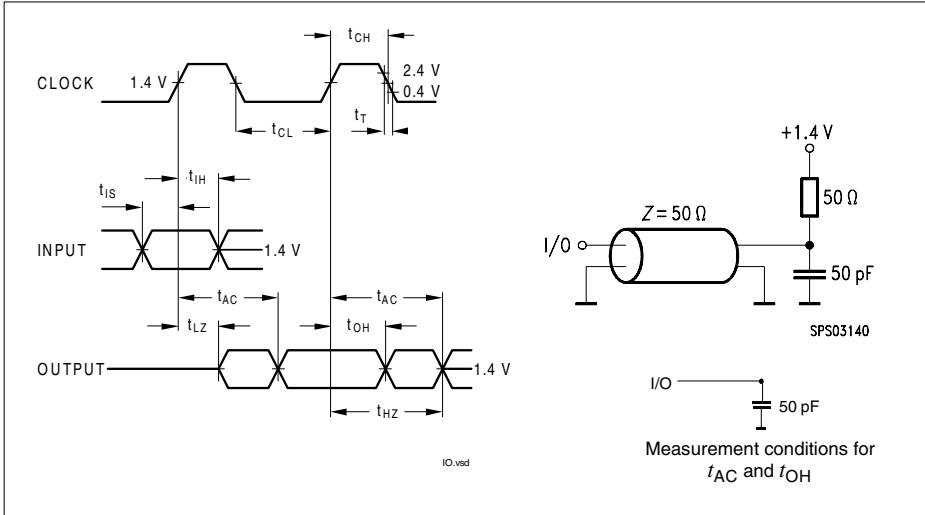 tCH
CLOCK
1.4 V
2.4 V
0.4 V
tT
tCL
tIS
tIH
INPUT
1.4 V
tAC
tAC
tLZ
tOH
OUTPUT
1.4 V
tHZ
IO.vsd
+1.4 V
50 Ω
Z = 50 Ω
I/O
50 pF
SPS03140
I/O
50 pF
Measurement conditions for
tAC and tOH